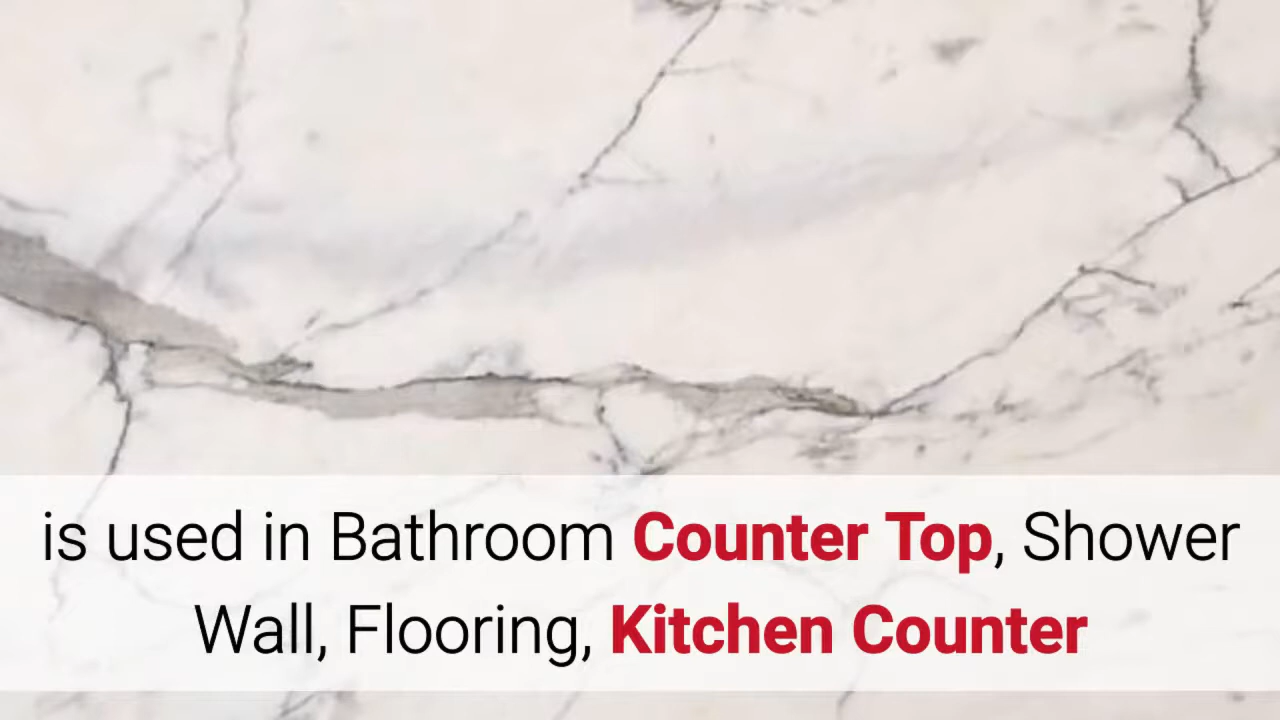 is used in Bathroom Counter Top, Shower
Wall, Flooring, Kitchen Counter